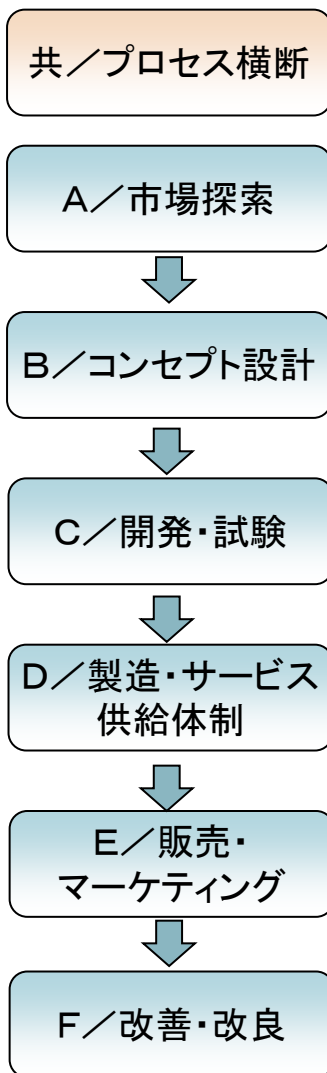 共／プロセス横断
A／市場探索
B／コンセプト設計
C／開発・試験
D／製造・サービス
供給体制
E／販売・
マーケティング
F／改善・改良